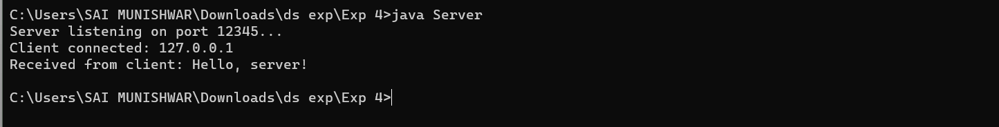 C:\Users\SAI MUNISHWAR\Downloads\ds exp\Exp 4>java Server
Server listening on port 12345...
Client connected: 127.0.0.1
Received from client: Hello, server!
C:\Users\SAI MUNISHWAR\Downloads\ds exp\Exp 4>